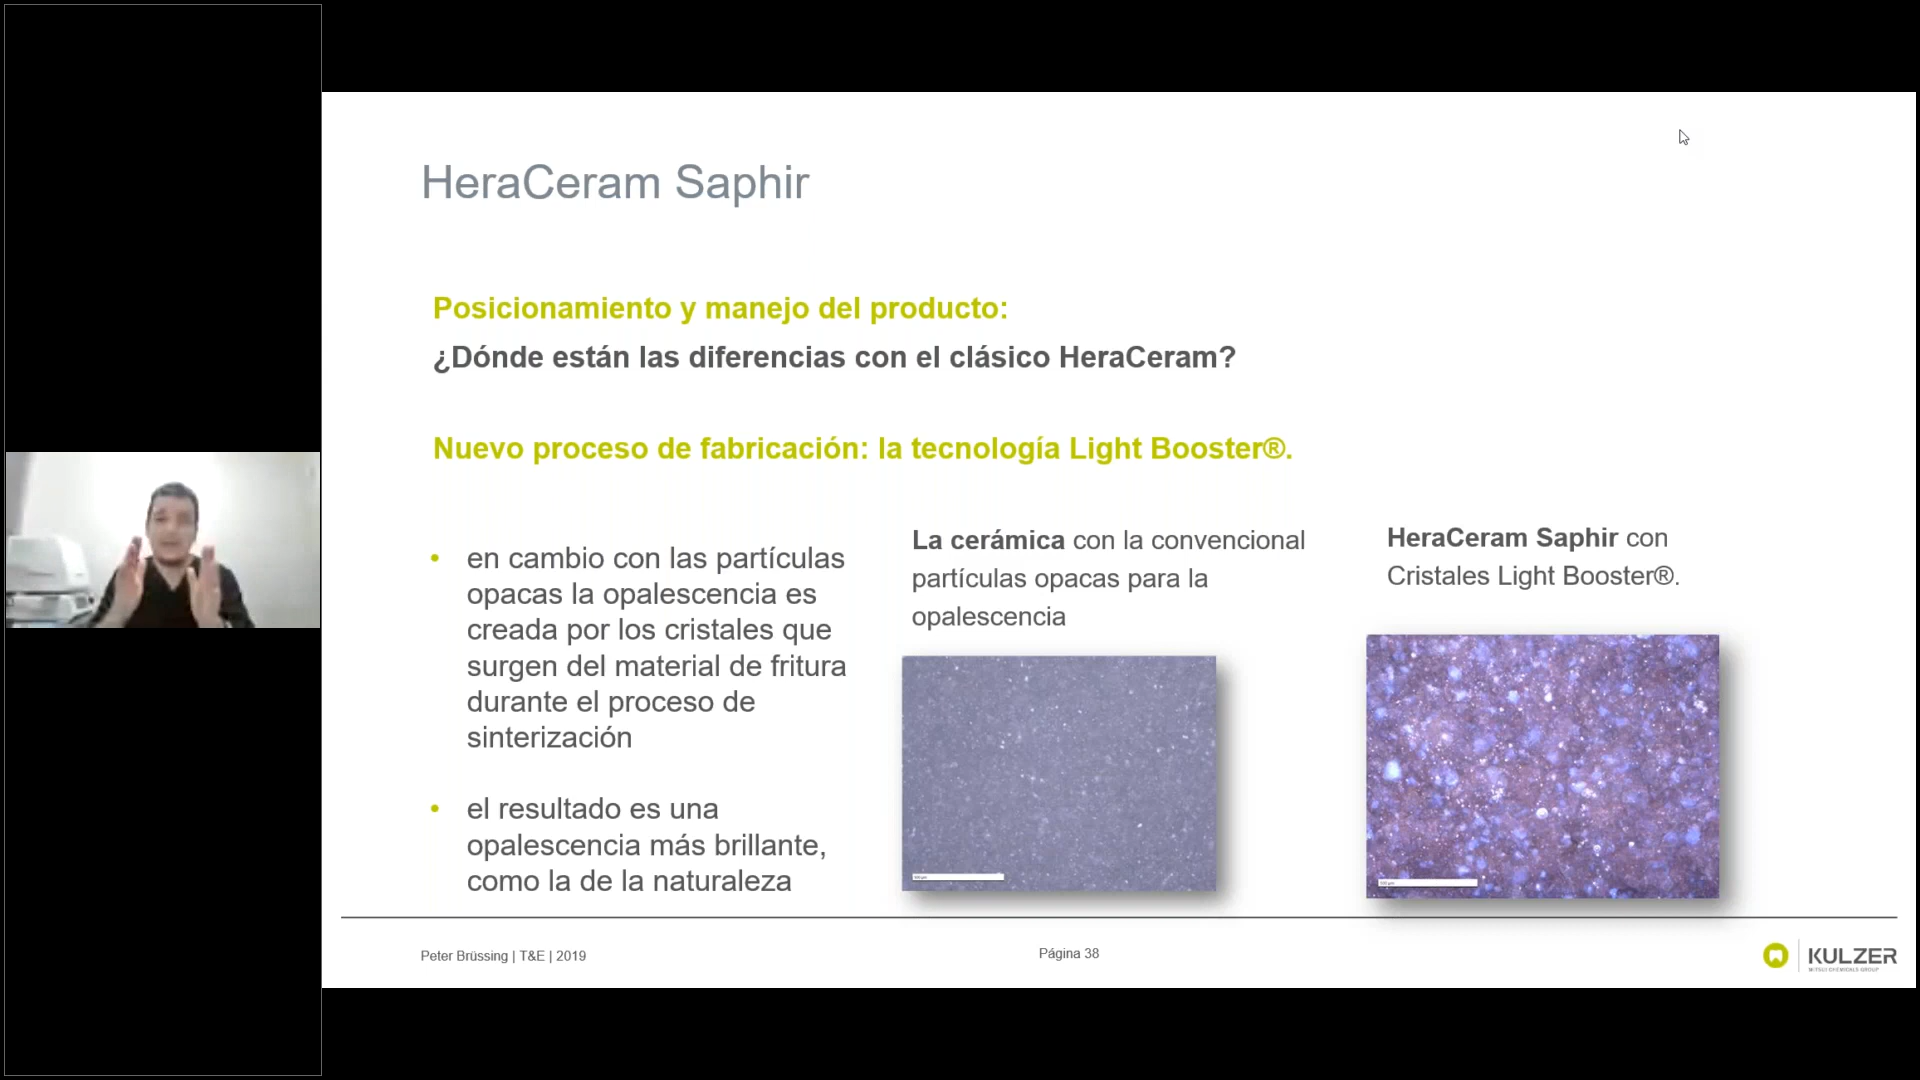 HeraCeram Saphir
Posicionamiento y manejo del producto:
¿Dónde están las diferencias con el clásico HeraCeram?
Nuevo proceso de fabricación: la tecnología Light Booster®.
• en cambio con las partículas
opacas la opalescencia es
creada por los cristales que
surgen del material de fritura
durante el proceso de
sinterización
• el resultado es una
opalescencia más brillante,
como la de la naturaleza
La cerámica con la convencional
partículas opacas para la
opalescencia
HeraCeram Saphir con
Cristales Light Booster®.
Peter Brüssing | T&E | 2019
Página 38
KULZER
MITSUI CHEMICALS GROUP